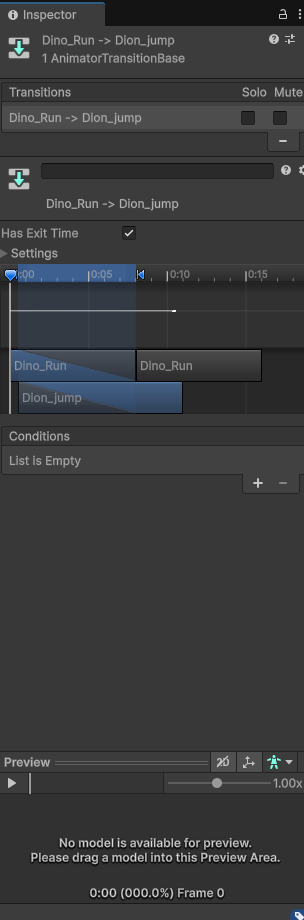 Inspector
Dino_Run -> Dion_jump
1 AnimatorTransitionBase
Transitions Solo Mute
Dino_Run -> Dion_jump
Dino_Run -> Dion_jump
Has Exit Time
Settings
0:00 0:05 0:10 0:15
Dino_Run Dino_Run
Dion_jump
Conditions
List is Empty
Preview 2D
1.00x
No model is available for preview.
Please drag a model into this Preview Area.
0:00 (000.0%) Frame 0